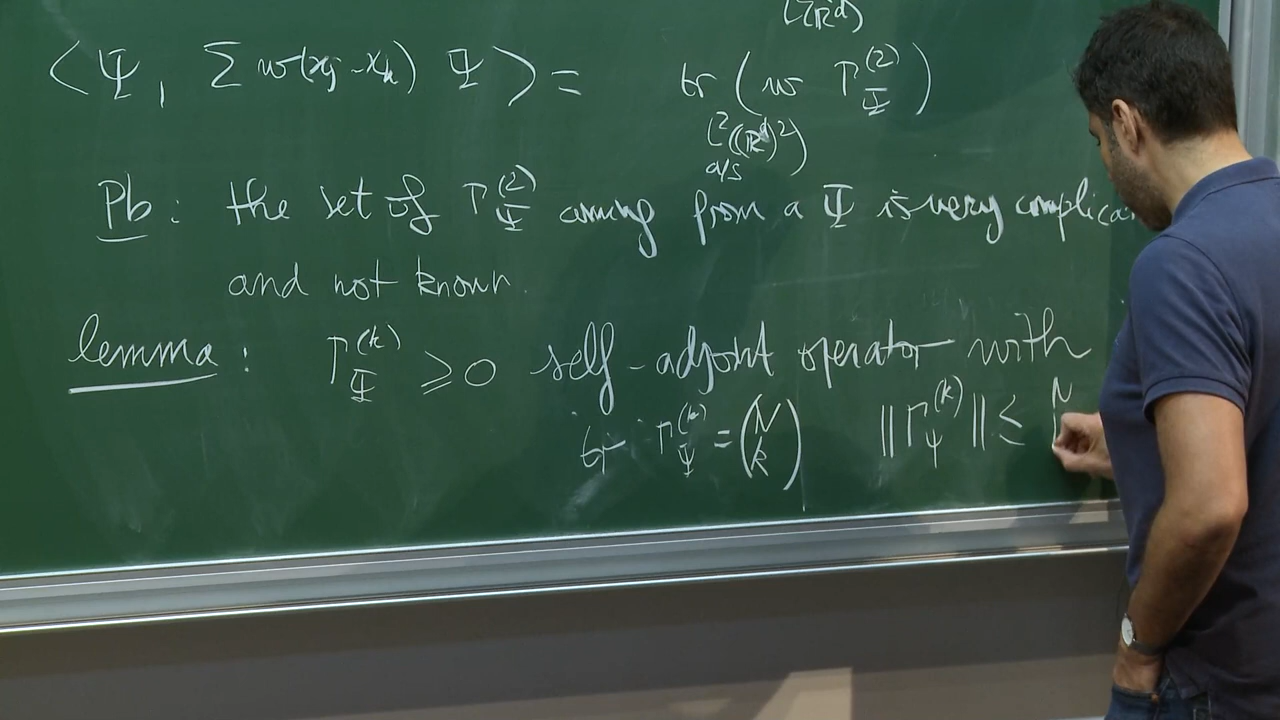 L²(ℝᵈ)
⟨Ψ, Σ w(xⱼ - xₖ) Ψ⟩ = tr (w Γ_Ψ^(2))
L²((ℝᵈ)²)
a/s
Pb : the set of Γ_Ψ^(2) coming from a Ψ is very complica
and not known.
lemma : Γ_Ψ^(k) ⩾ 0 self-adjoint operator with
tr Γ_Ψ^(k) = (N k) ‖Γ_Ψ^(k)‖ ≤ N